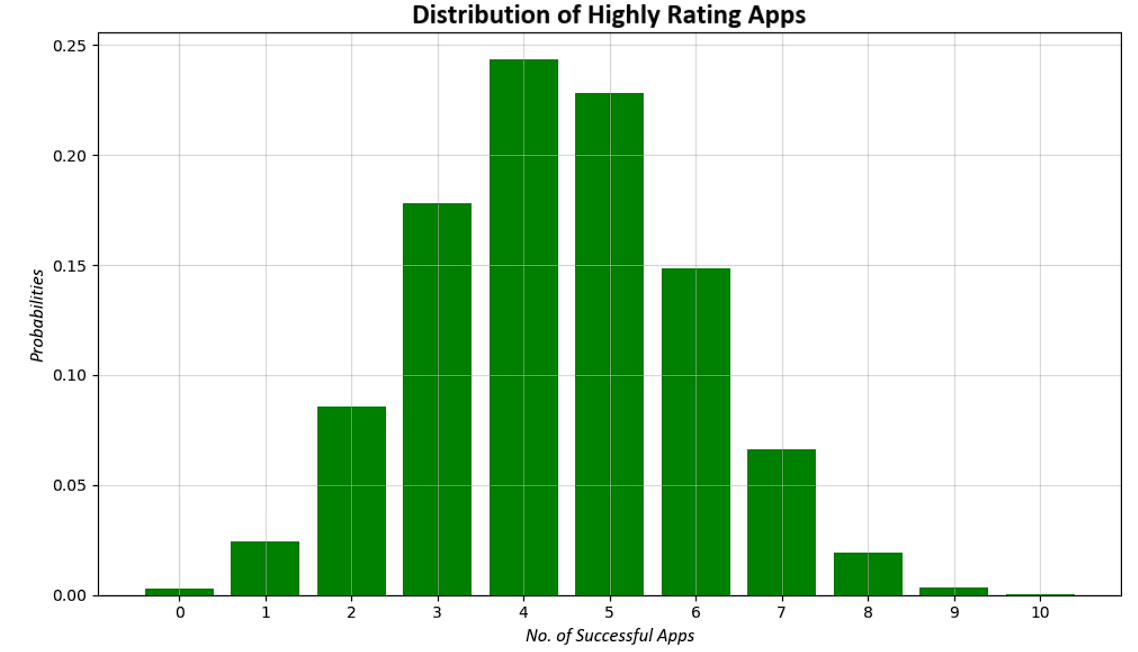 Distribution of Highly Rating Apps
0.25
0.20
0.15
0.10
0.05
0.00
Probabilities
0 1 2 3 4 5 6 7 8 9 10
No. of Successful Apps